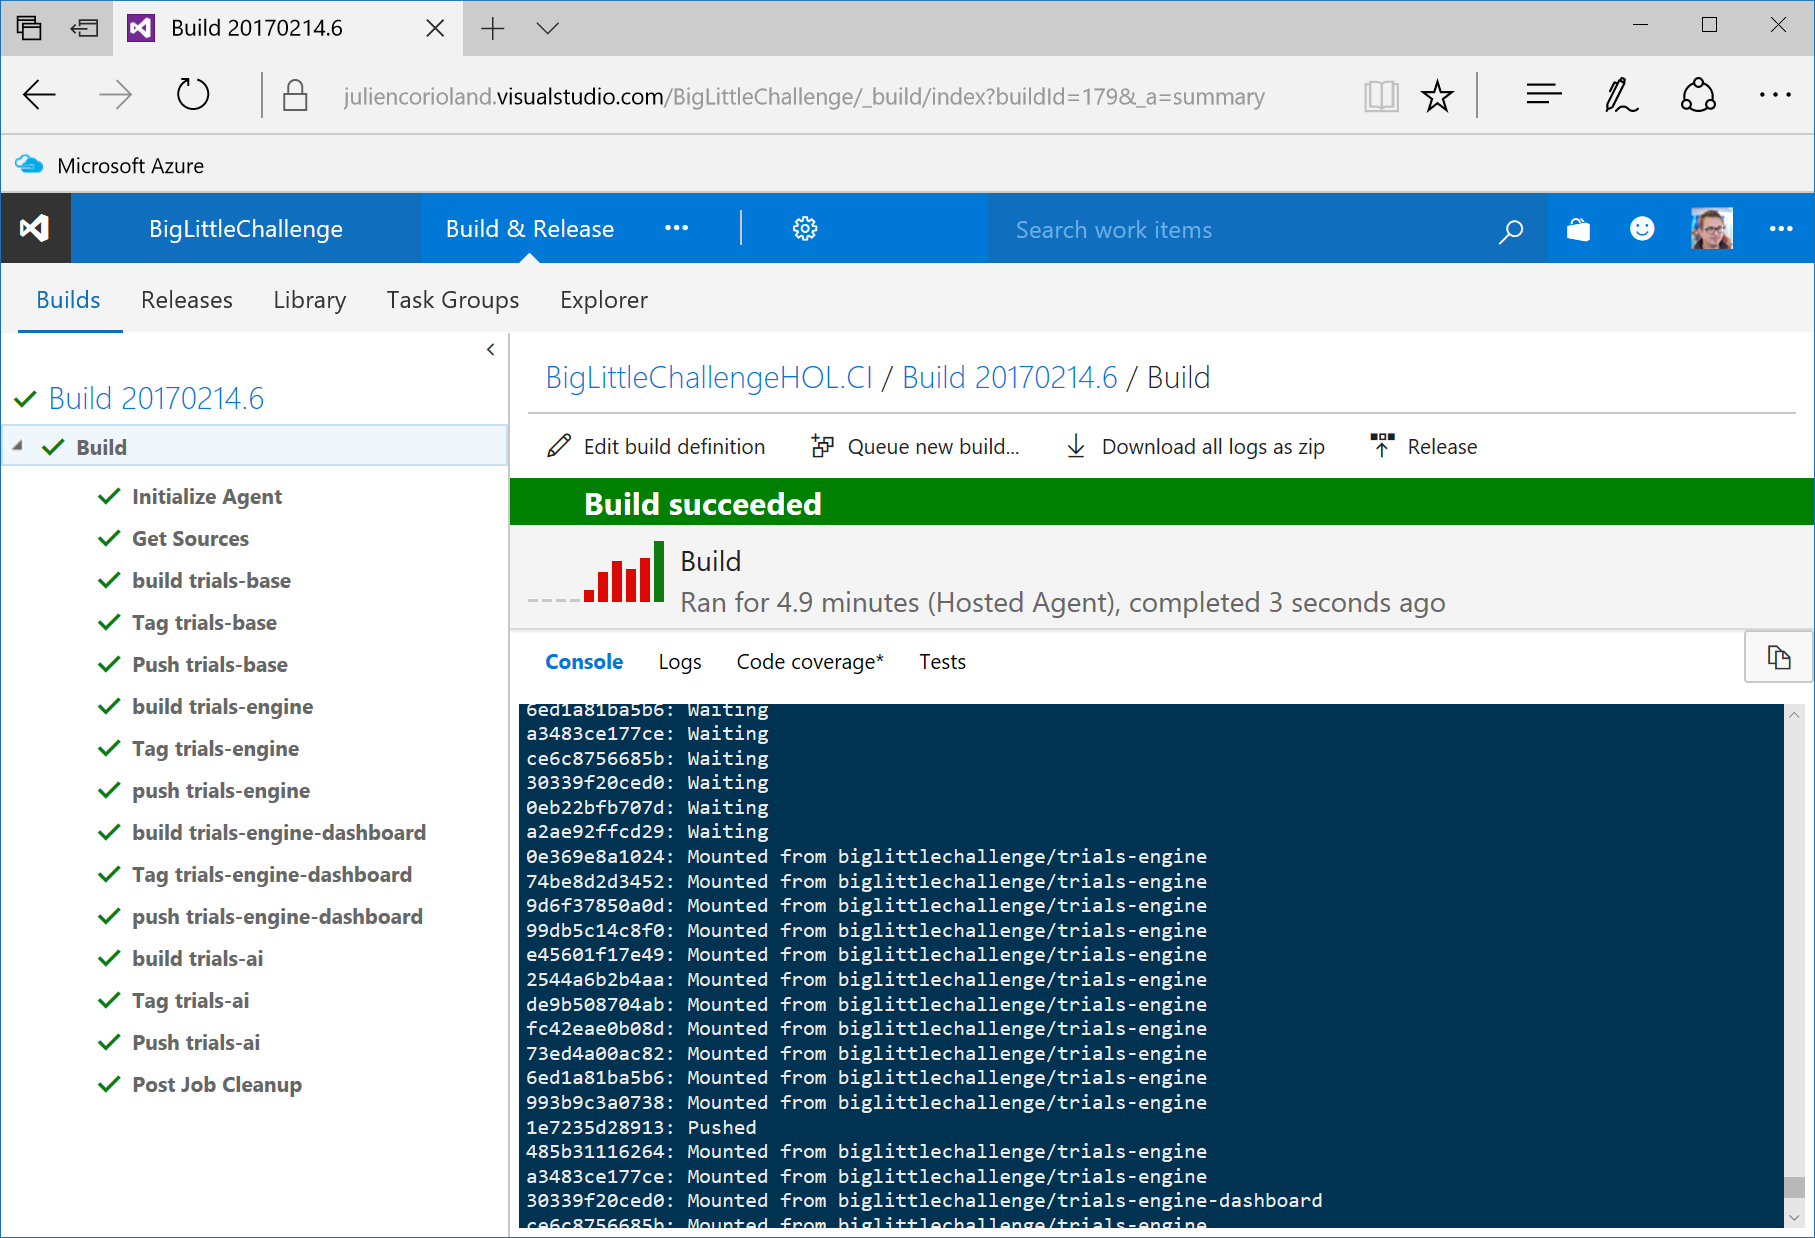 Build 20170214.6
juliencorioland.visualstudio.com/BigLittleChallenge/_build/index?buildId=179&_a=summary
Microsoft Azure
BigLittleChallenge
Build & Release
Search work items
Builds
Releases
Library
Task Groups
Explorer
Build 20170214.6
Build
Initialize Agent
Get Sources
build trials-base
Tag trials-base
Push trials-base
build trials-engine
Tag trials-engine
push trials-engine
build trials-engine-dashboard
Tag trials-engine-dashboard
push trials-engine-dashboard
build trials-ai
Tag trials-ai
Push trials-ai
Post Job Cleanup
BigLittleChallengeHOL.CI / Build 20170214.6 / Build
Edit build definition
Queue new build...
Download all logs as zip
Release
Build succeeded
Build
Ran for 4.9 minutes (Hosted Agent), completed 3 seconds ago
Console
Logs
Code coverage*
Tests
6ed1a81ba5b6: Waiting
a3483ce177ce: Waiting
ce6c8756685b: Waiting
30339f20ced0: Waiting
0eb22bfb707d: Waiting
a2ae92ffcd29: Waiting
0e369e8a1024: Mounted from biglittlechallenge/trials-engine
74be8d2d3452: Mounted from biglittlechallenge/trials-engine
9d6f37850a0d: Mounted from biglittlechallenge/trials-engine
99db5c14c8f0: Mounted from biglittlechallenge/trials-engine
e45601f17e49: Mounted from biglittlechallenge/trials-engine
2544a6b2b4aa: Mounted from biglittlechallenge/trials-engine
de9b508704ab: Mounted from biglittlechallenge/trials-engine
fc42eae0b08d: Mounted from biglittlechallenge/trials-engine
73ed4a00ac82: Mounted from biglittlechallenge/trials-engine
6ed1a81ba5b6: Mounted from biglittlechallenge/trials-engine
993b9c3a0738: Mounted from biglittlechallenge/trials-engine
1e7235d28913: Pushed
485b31116264: Mounted from biglittlechallenge/trials-engine
a3483ce177ce: Mounted from biglittlechallenge/trials-engine
30339f20ced0: Mounted from biglittlechallenge/trials-engine-dashboard
ce6c8756685b: Mounted from biglittlechallenge/trials-engine